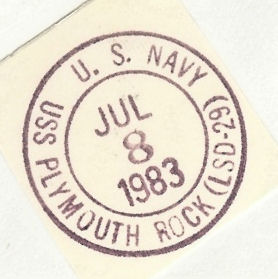 U. S. NAVY
USS PLYMOUTH ROCK (LSD-29)
JUL
8
1983